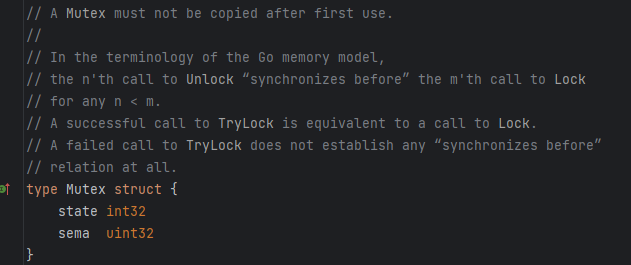 // A Mutex must not be copied after first use.
//
// In the terminology of the Go memory model,
// the n'th call to Unlock “synchronizes before” the m'th call to Lock
// for any n < m.
// A successful call to TryLock is equivalent to a call to Lock.
// A failed call to TryLock does not establish any “synchronizes before”
// relation at all.
type Mutex struct {
    state int32
    sema  uint32
}